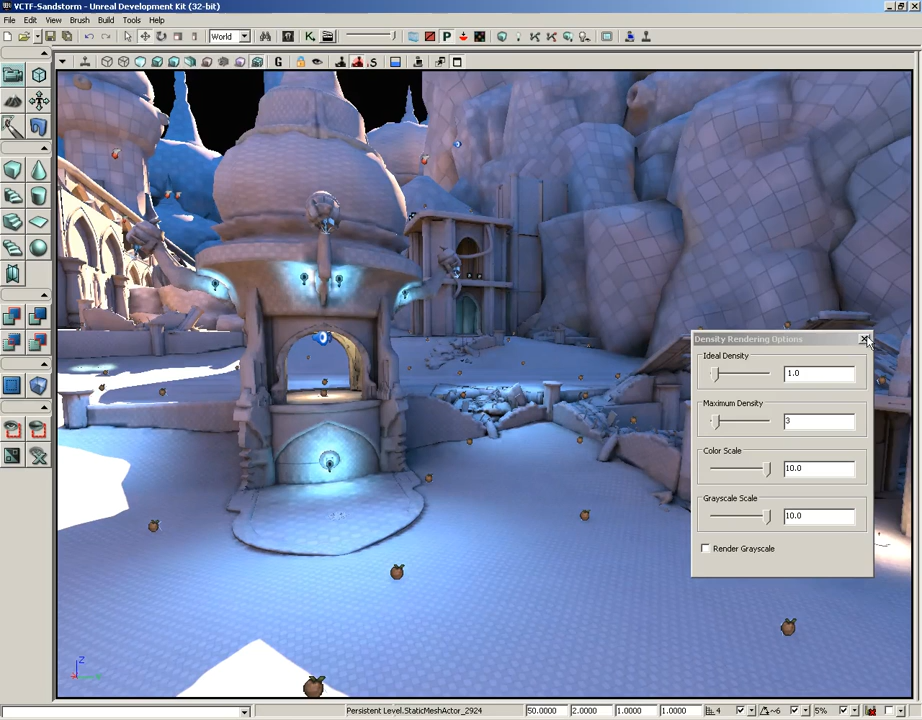 VCTF-Sandstorm - Unreal Development Kit (32-bit)
File Edit View Brush Build Tools Help
World
P
G
S
Density Rendering Options
Ideal Density
1.0
Maximum Density
3
Color Scale
10.0
Grayscale Scale
10.0
Render Grayscale
Z
Persistent Level.StaticMeshActor_2924
50.0000
2.0000
1.0000
1.0000
4
~6
5%